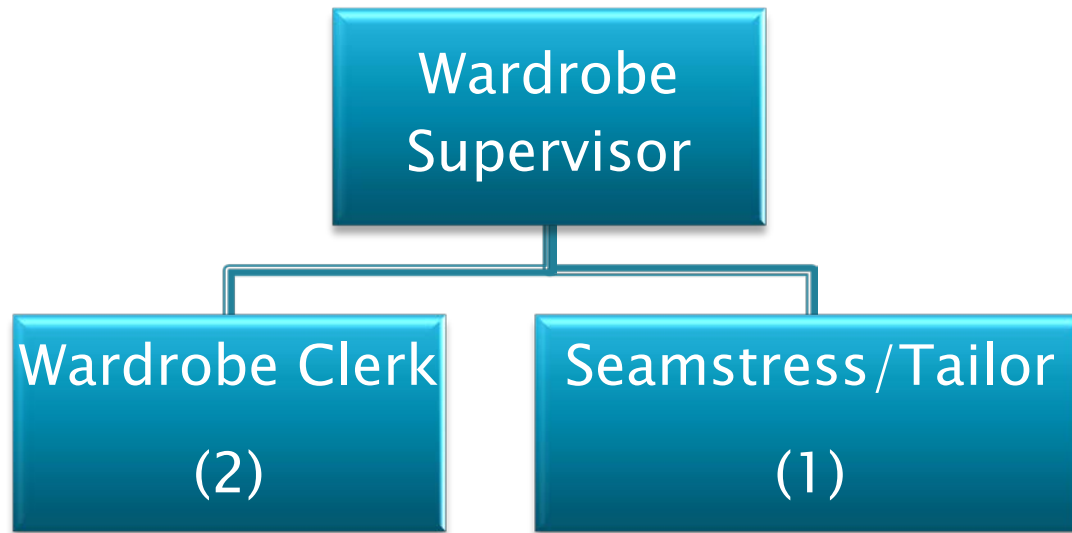 Wardrobe
Supervisor
Wardrobe Clerk
(2)
Seamstress/Tailor
(1)